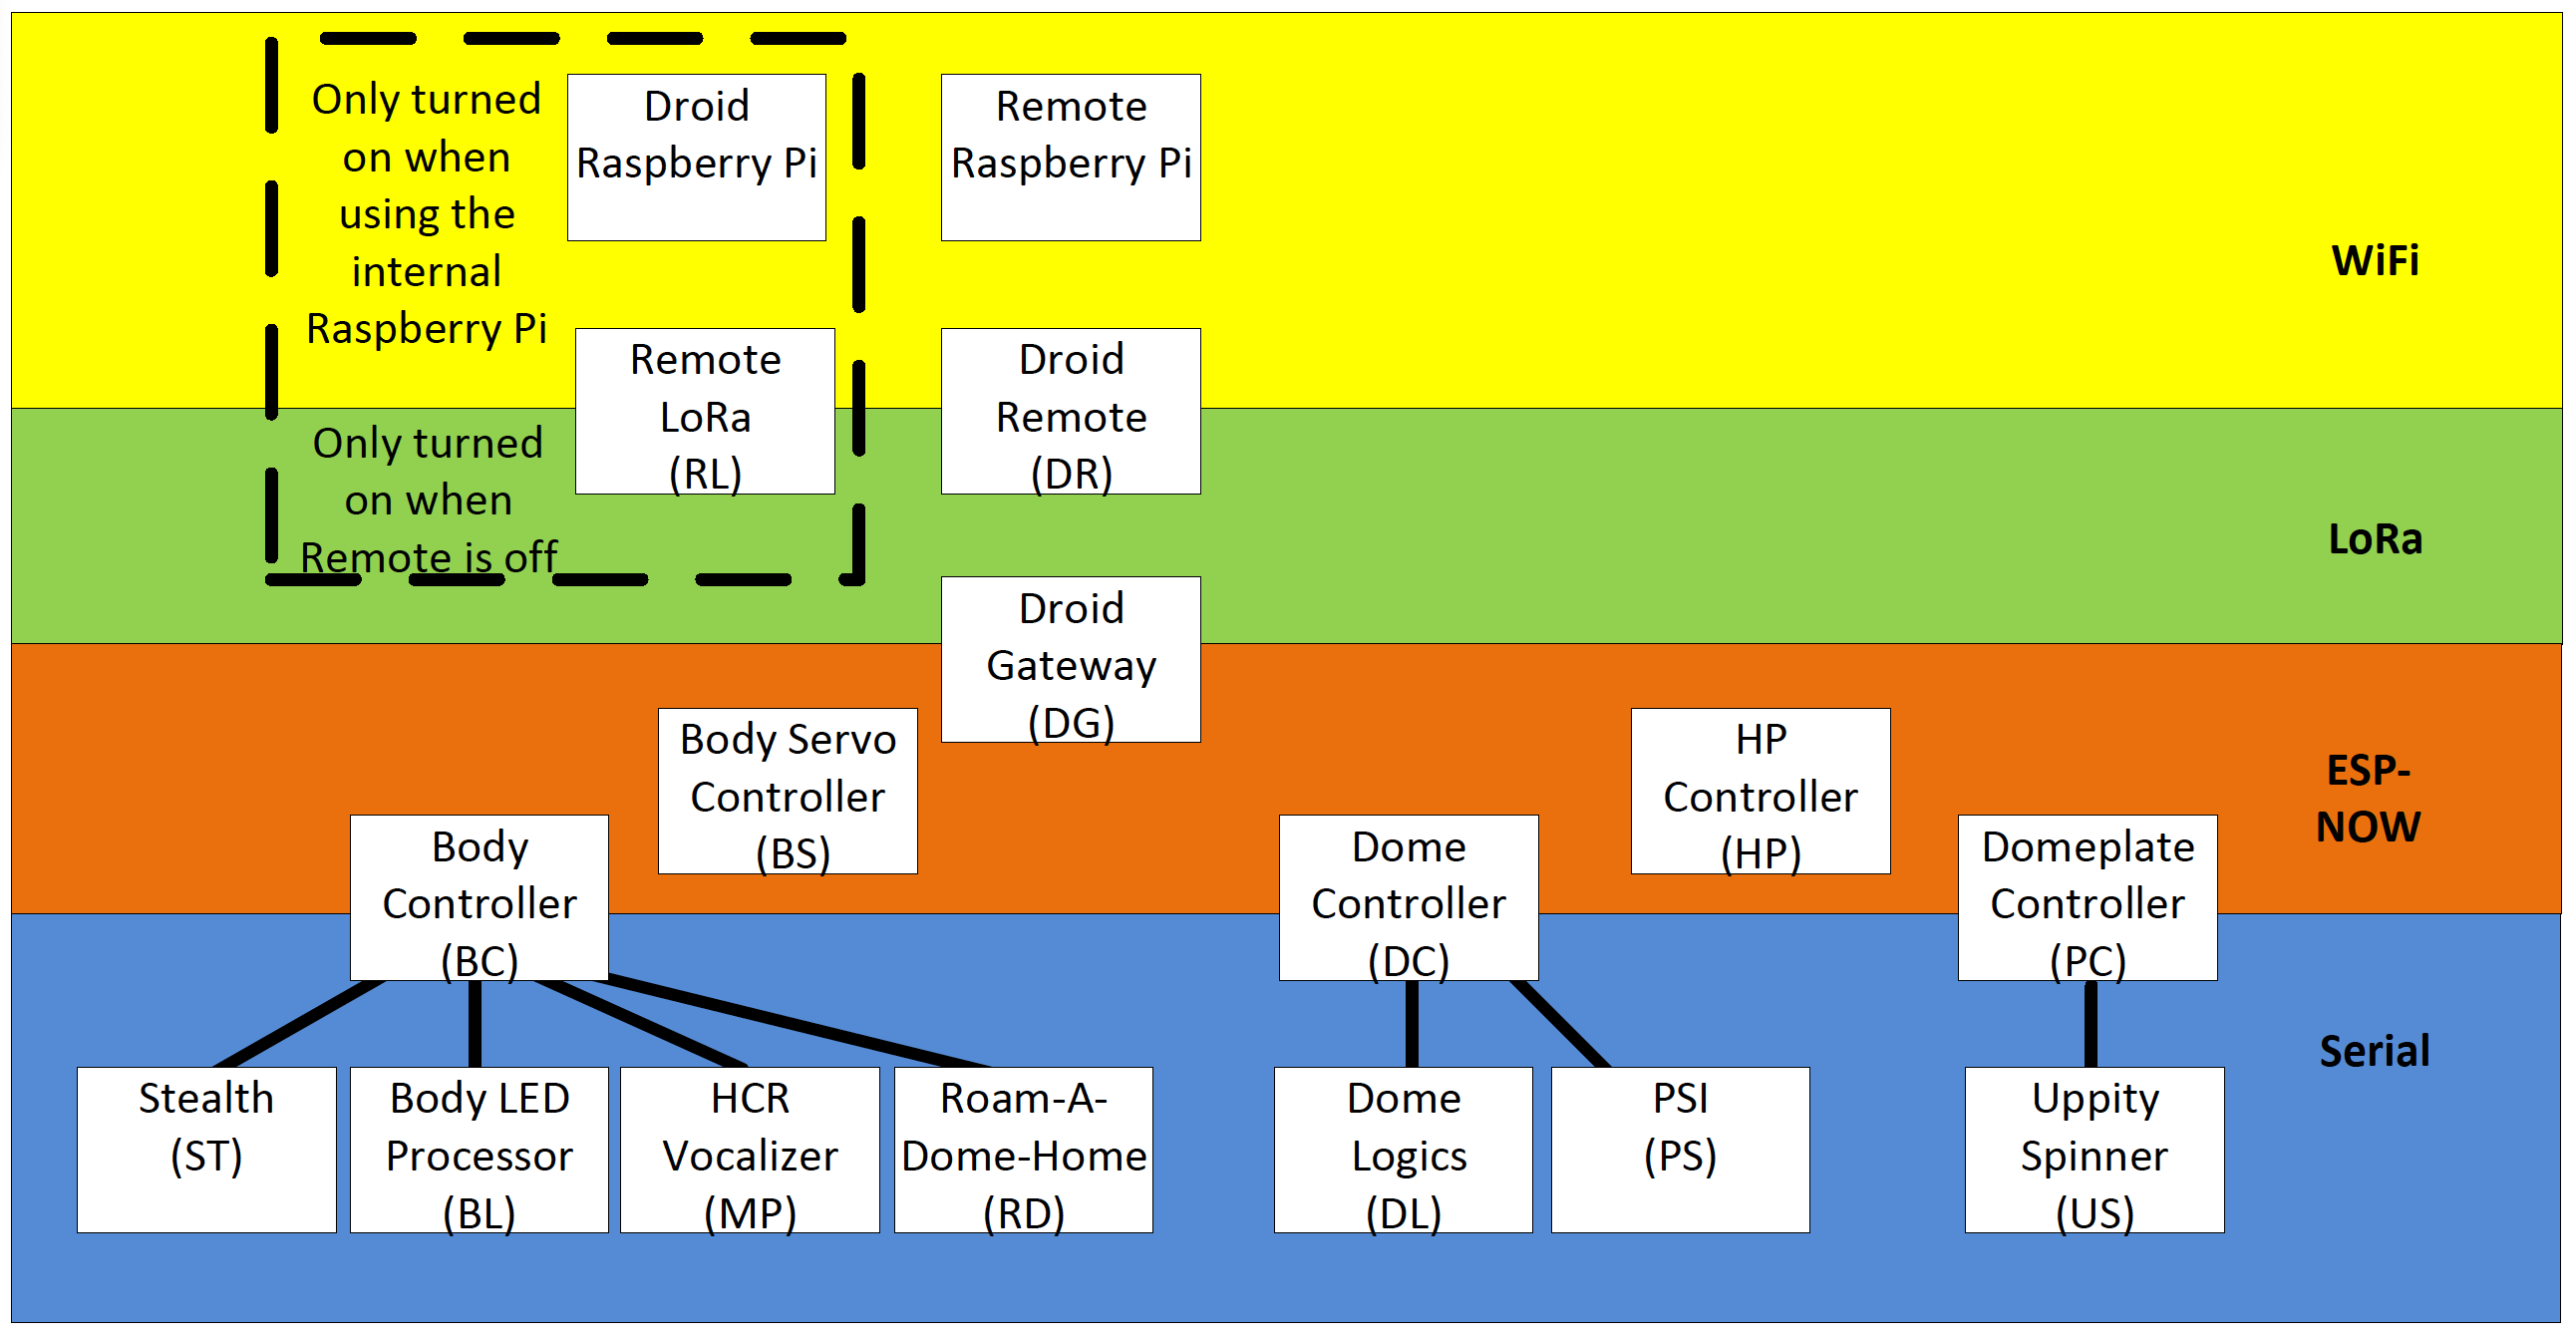 Only turned
on when
using the
internal
Raspberry Pi
Droid
Raspberry Pi
Remote
Raspberry Pi
WiFi
Remote
LoRa
(RL)
Droid
Remote
(DR)
Only turned
on when
Remote is off
LoRa
Droid
Gateway
(DG)
Body Servo
Controller
(BS)
HP
Controller
(HP)
ESP-
NOW
Body
Controller
(BC)
Dome
Controller
(DC)
Domeplate
Controller
(PC)
Serial
Stealth
(ST)
Body LED
Processor
(BL)
HCR
Vocalizer
(MP)
Roam-A-
Dome-Home
(RD)
Dome
Logics
(DL)
PSI
(PS)
Uppity
Spinner
(US)